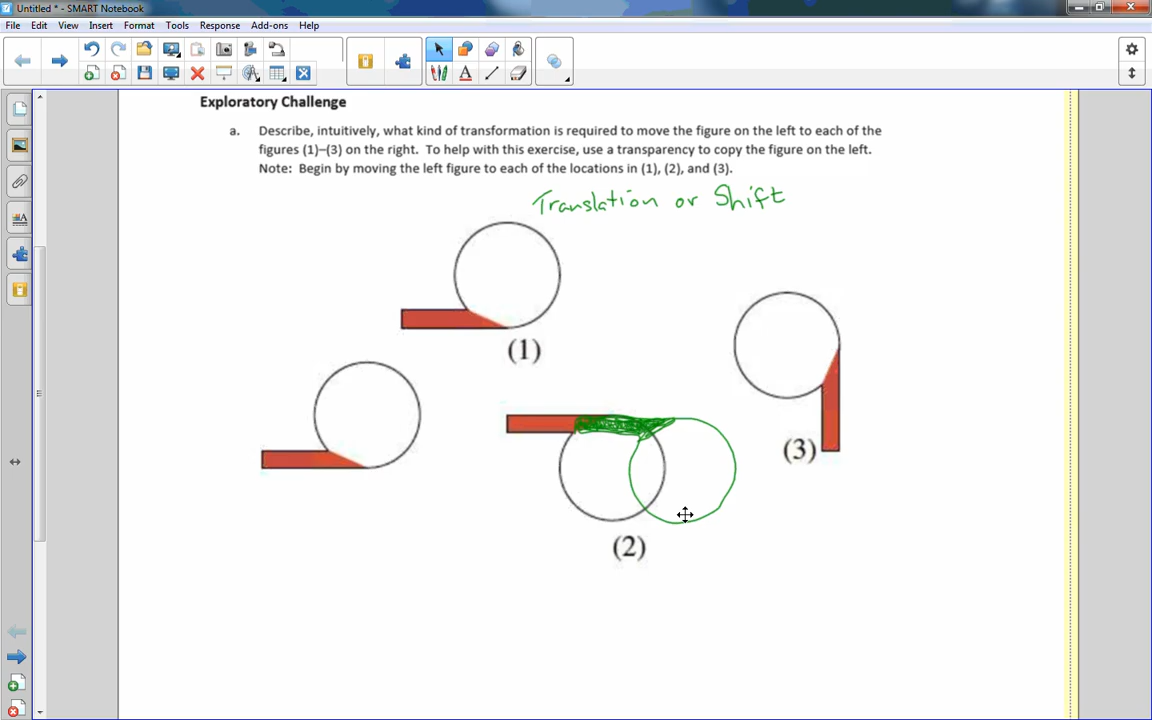 Untitled * - SMART Notebook
File Edit View Insert Format Tools Response Add-ons Help
Exploratory Challenge
a. Describe, intuitively, what kind of transformation is required to move the figure on the left to each of the
figures (1)–(3) on the right. To help with this exercise, use a transparency to copy the figure on the left.
Note: Begin by moving the left figure to each of the locations in (1), (2), and (3).
Translation or Shift
(1)
(3)
(2)